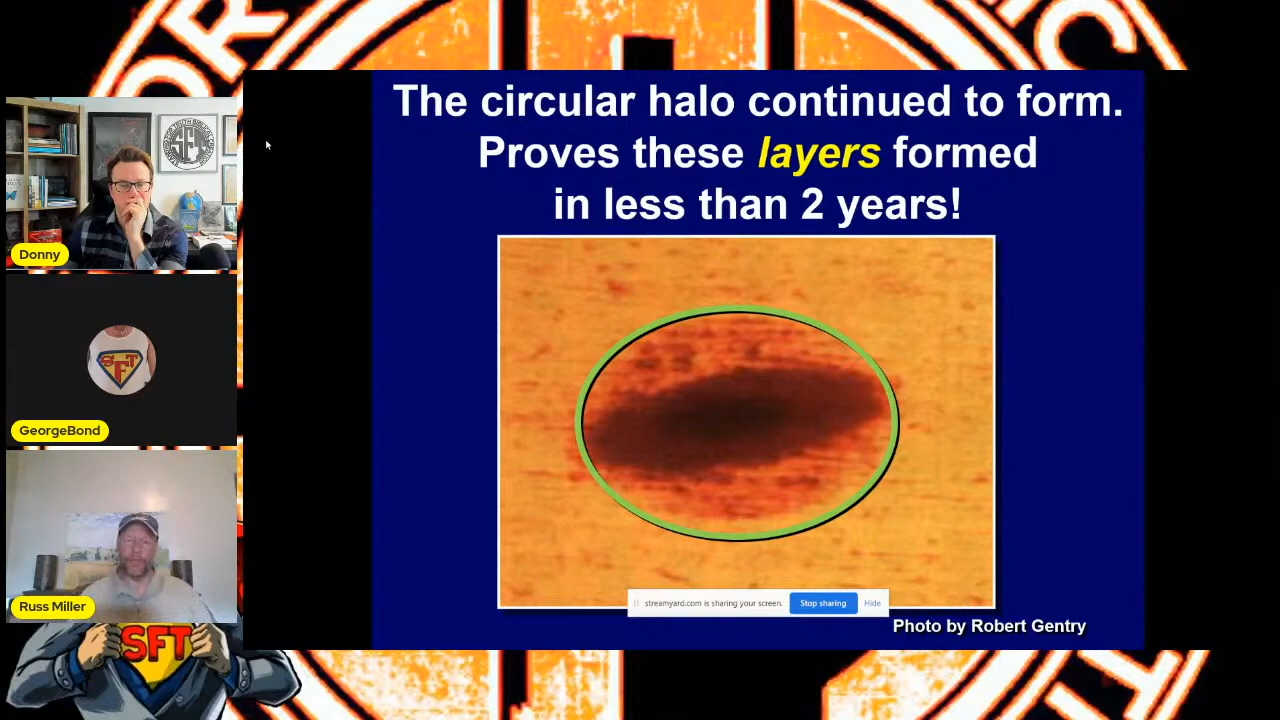 The circular halo continued to form.
Proves these layers formed
in less than 2 years!
Donny
SFT
GeorgeBond
SFT
Russ Miller
streamyard.com is sharing your screen.
Stop sharing
Hide
Photo by Robert Gentry
SFT